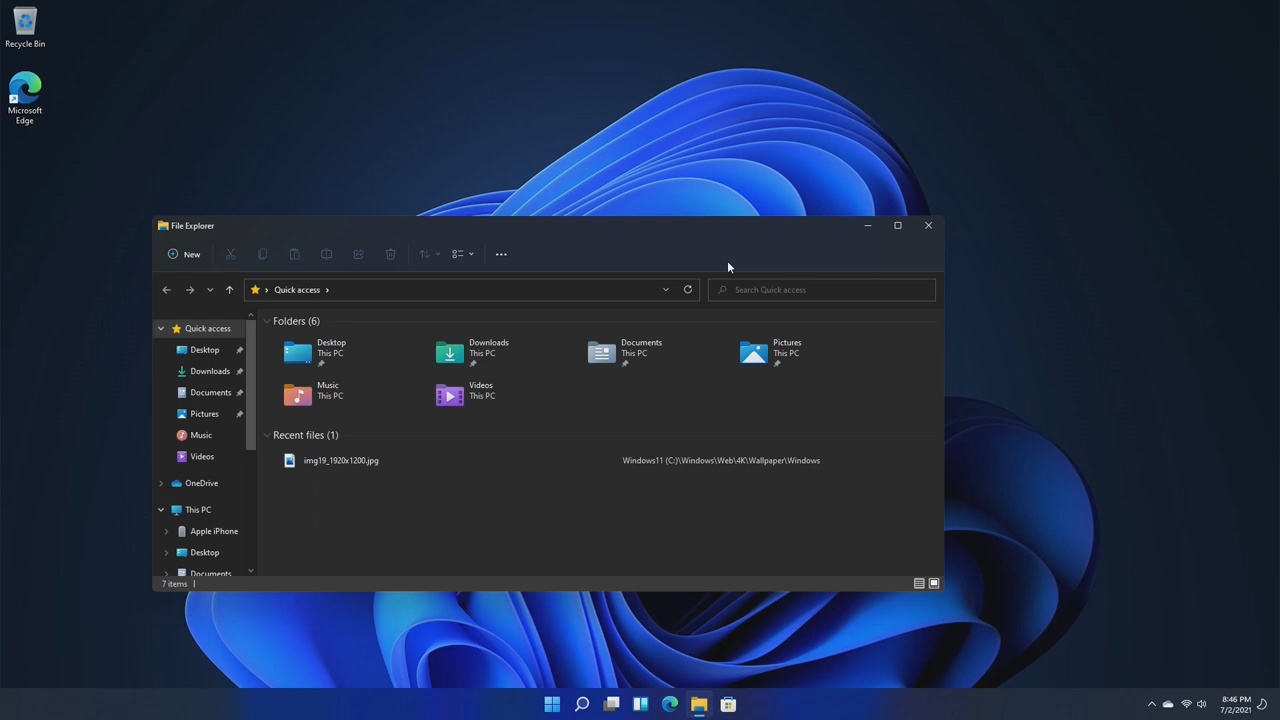 Recycle Bin
Microsoft
Edge
File Explorer
New
Quick access
Search Quick access
Quick access
Desktop
Downloads
Documents
Pictures
Music
Videos
OneDrive
This PC
Apple iPhone
Desktop
Documents
Folders (6)
Desktop
This PC
Downloads
This PC
Documents
This PC
Pictures
This PC
Music
This PC
Videos
This PC
Recent files (1)
img19_1920x1200.jpg
Windows11 (C:)\Windows\Web\4K\Wallpaper\Windows
7 items
8:46 PM
7/2/2021